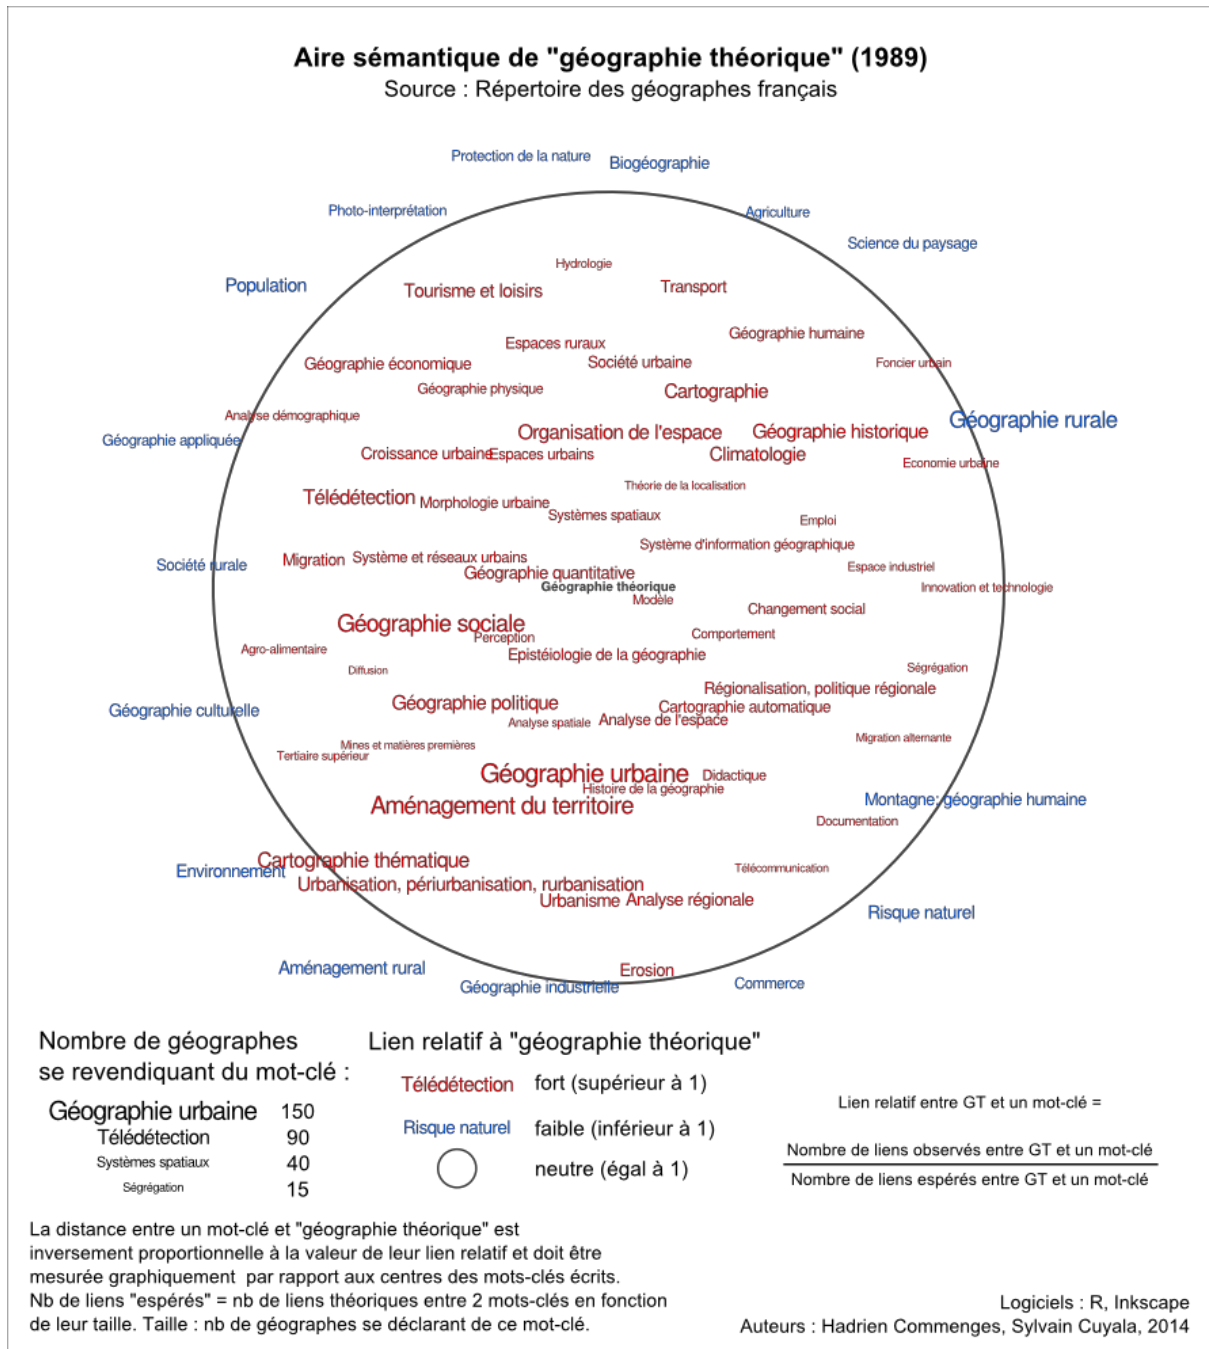 Aire sémantique de "géographie théorique" (1989)
Source : Répertoire des géographes français
Protection de la nature
Biogéographie
Photo-interprétation
Agriculture
Science du paysage
Hydrologie
Population
Tourisme et loisirs
Transport
Géographie humaine
Espaces ruraux
Géographie économique
Société urbaine
Foncier urbain
Géographie physique
Cartographie
Analyse démographique
Géographie rurale
Géographie appliquée
Organisation de l'espace
Géographie historique
Croissance urbaine
Espaces urbains
Climatologie
Economie urbaine
Théorie de la localisation
Télédétection
Morphologie urbaine
Systèmes spatiaux
Emploi
Système d'information géographique
Migration
Système et réseaux urbains
Société rurale
Espace industriel
Géographie quantitative
Géographie théorique
Innovation et technologie
Modèle
Changement social
Géographie sociale
Perception
Comportement
Agro-alimentaire
Epistéiologie de la géographie
Diffusion
Ségrégation
Régionalisation, politique régionale
Géographie politique
Cartographie automatique
Géographie culturelle
Analyse spatiale
Analyse de l'espace
Migration alternante
Mines et matières premières
Tertiaire supérieur
Géographie urbaine
Didactique
Histoire de la géographie
Montagne: géographie humaine
Aménagement du territoire
Documentation
Cartographie thématique
Environnement
Télécommunication
Urbanisation, périurbanisation, rurbanisation
Urbanisme
Analyse régionale
Risque naturel
Aménagement rural
Erosion
Géographie industrielle
Commerce
Nombre de géographes
se revendiquant du mot-clé :
Géographie urbaine 150
Télédétection 90
Systèmes spatiaux 40
Ségrégation 15
Lien relatif à "géographie théorique"
Télédétection fort (supérieur à 1)
Risque naturel faible (inférieur à 1)
neutre (égal à 1)
Lien relatif entre GT et un mot-clé =
Nombre de liens observés entre GT et un mot-clé
Nombre de liens espérés entre GT et un mot-clé
La distance entre un mot-clé et "géographie théorique" est
inversement proportionnelle à la valeur de leur lien relatif et doit être
mesurée graphiquement par rapport aux centres des mots-clés écrits.
Nb de liens "espérés" = nb de liens théoriques entre 2 mots-clés en fonction
de leur taille. Taille : nb de géographes se déclarant de ce mot-clé.
Logiciels : R, Inkscape
Auteurs : Hadrien Commenges, Sylvain Cuyala, 2014